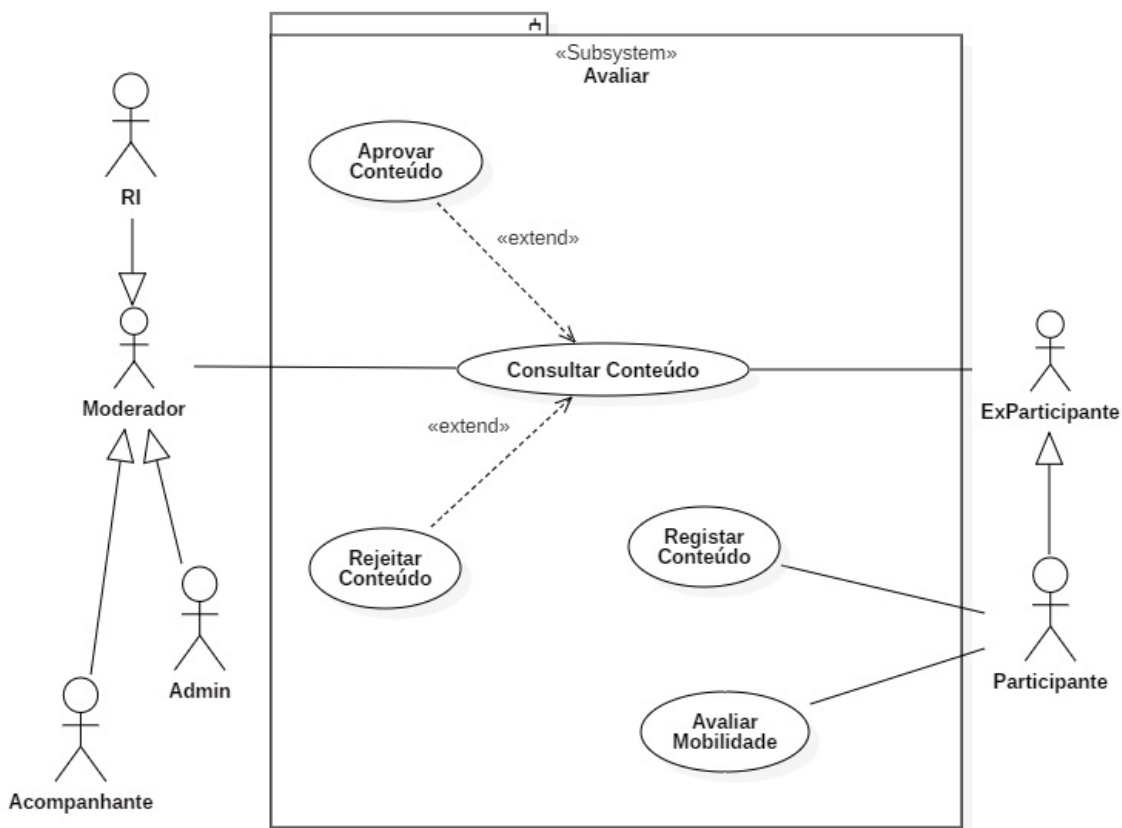 «Subsystem»
Avaliar
Aprovar
Conteúdo
RI
«extend»
Consultar Conteúdo
Moderador
ExParticipante
«extend»
Registar
Conteúdo
Rejeitar
Conteúdo
Admin
Participante
Avaliar
Mobilidade
Acompanhante